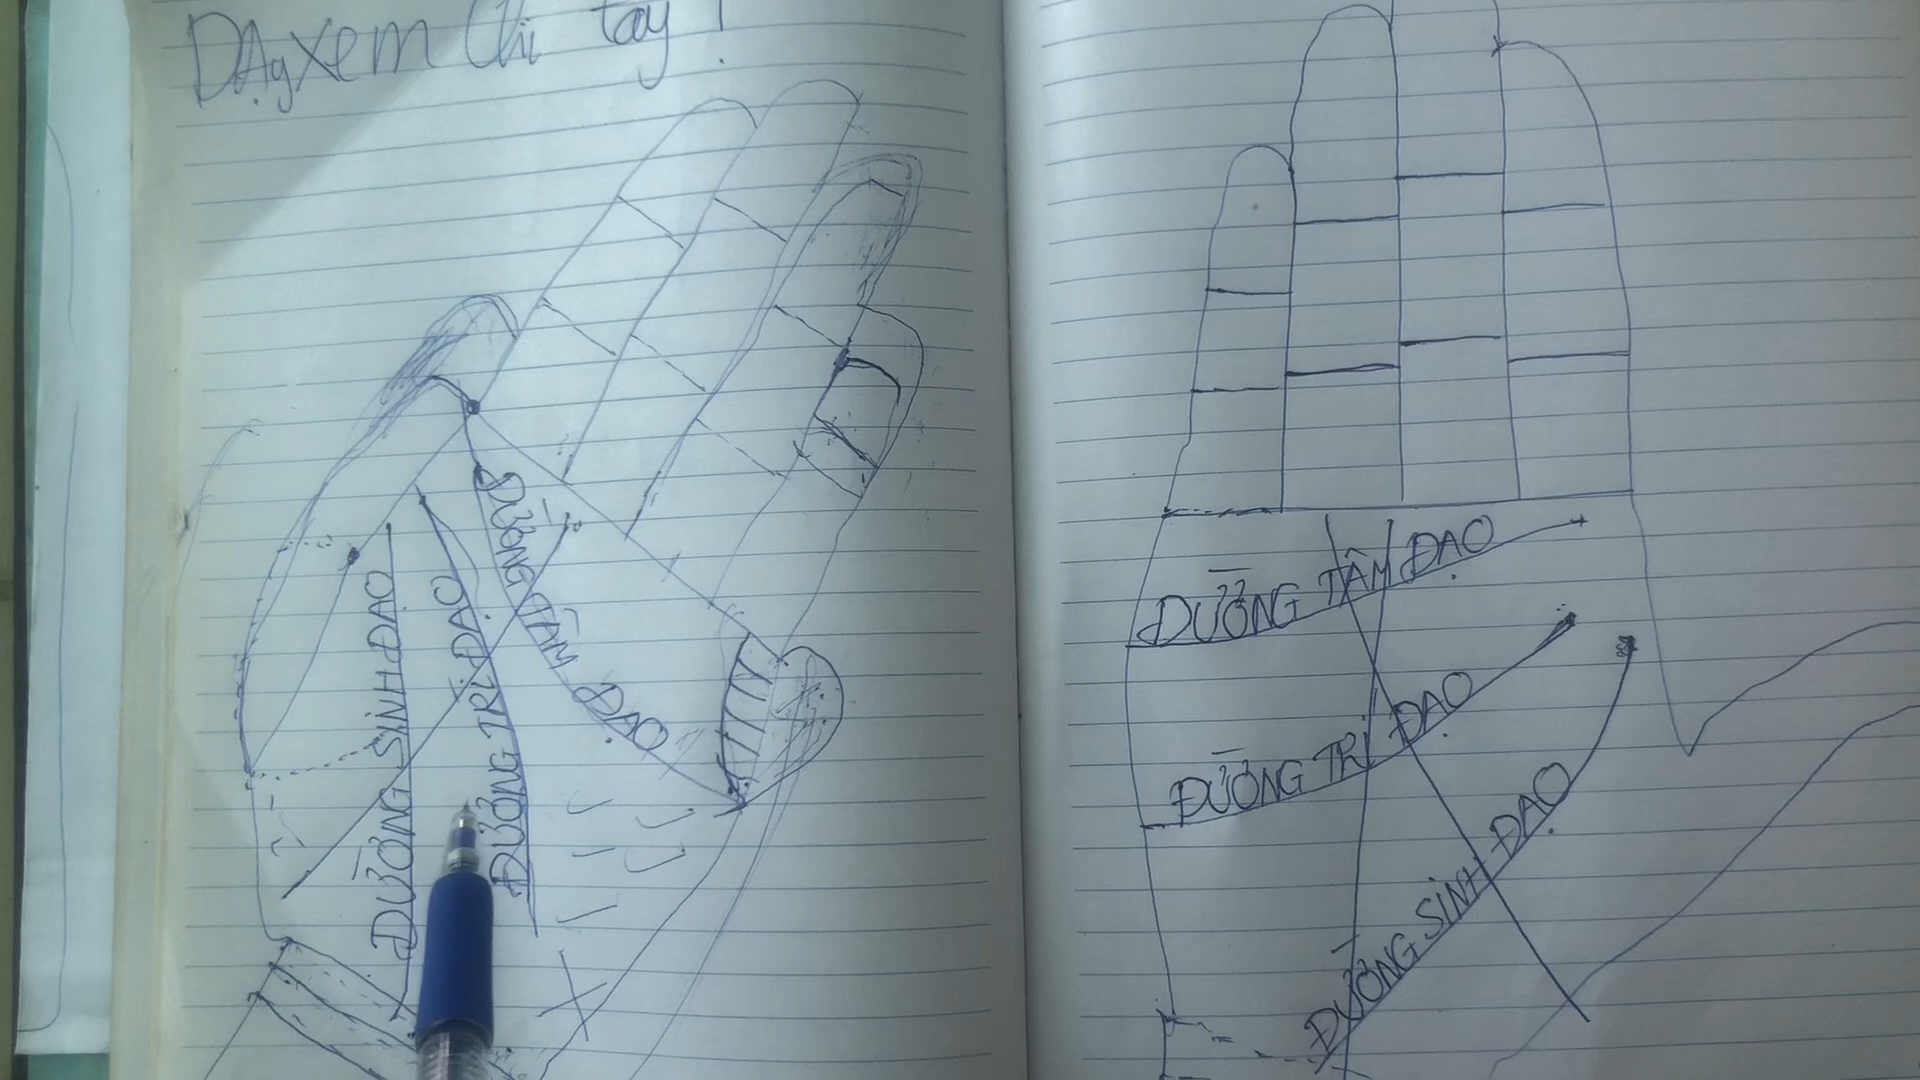 DẠy xem Chỉ tay !
ĐƯỜNG SINH ĐẠO
ĐƯỜNG TRÍ ĐẠO
ĐƯỜNG TÂM ĐẠO
ĐƯỜNG TÂM ĐẠO
ĐƯỜNG TRÍ ĐẠO
ĐƯỜNG SINH ĐẠO